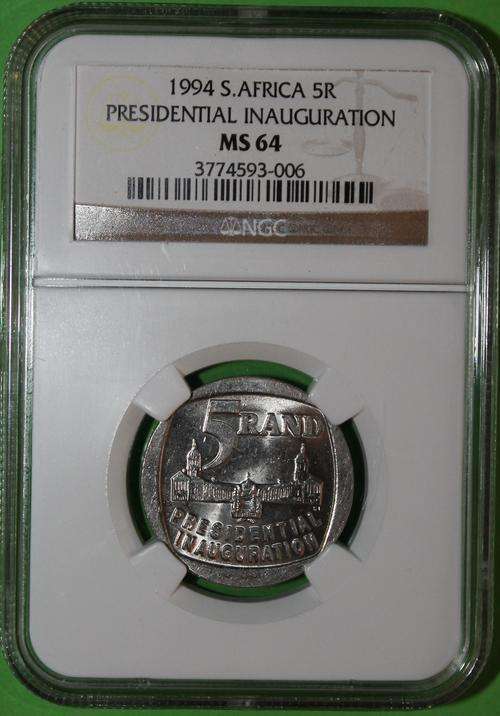 1994 S.AFRICA 5R
PRESIDENTIAL INAUGURATION
MS 64
3774593-006
NGC
5 RAND
PRESIDENTIAL
INAUGURATION